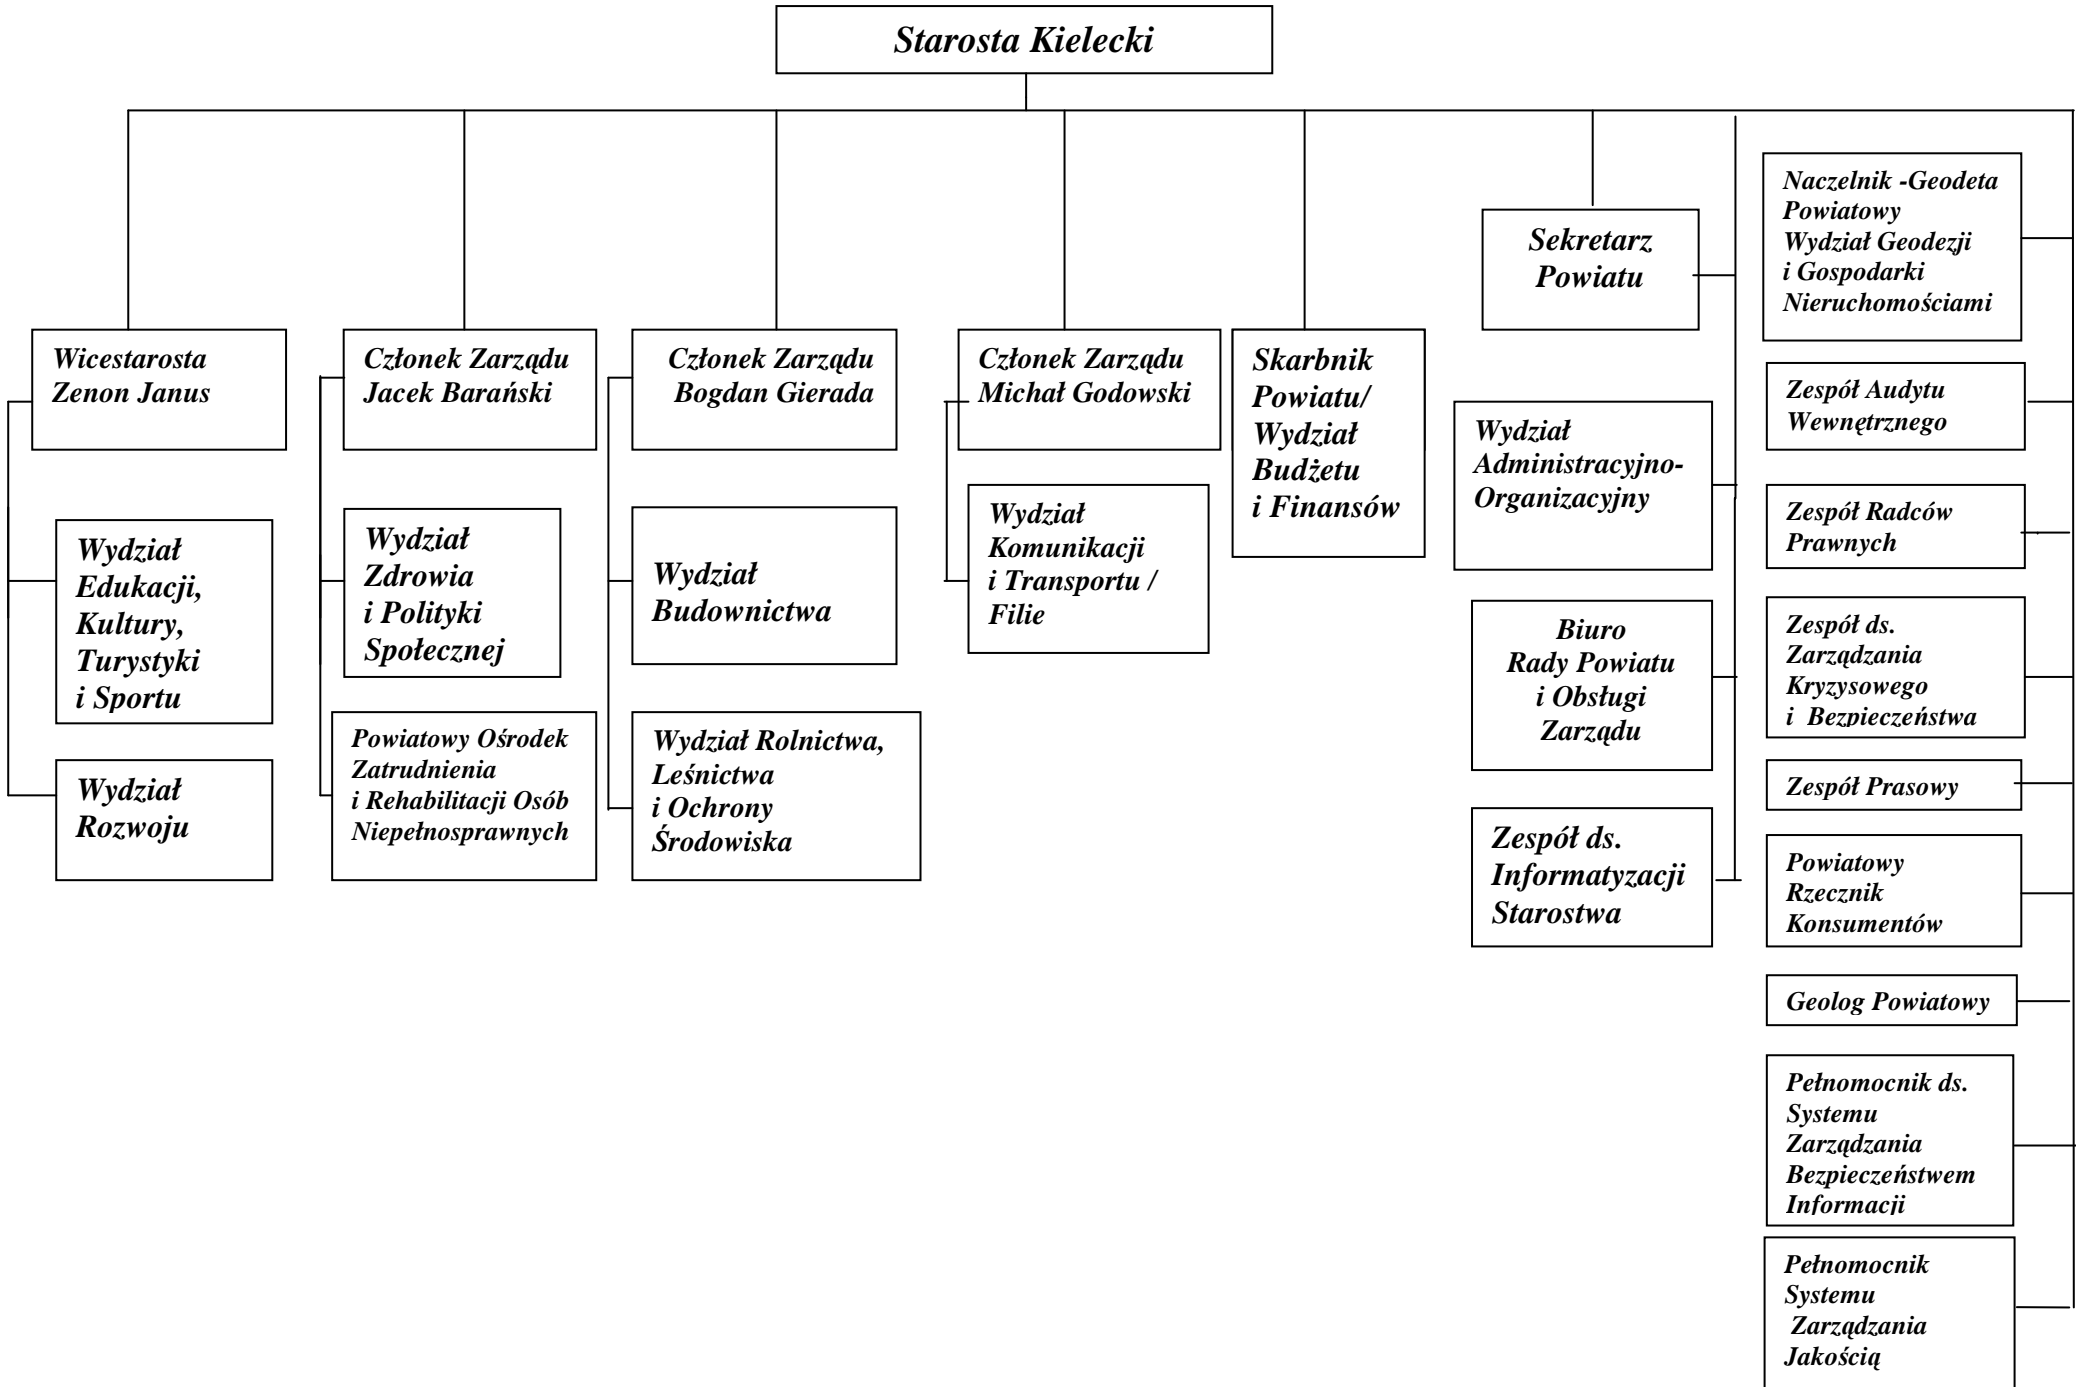 Starosta Kielecki
Wicestarosta
Zenon Janus
Wydział
Edukacji,
Kultury,
Turystyki
i Sportu
Wydział
Rozwoju
Członek Zarządu
Jacek Barański
Wydział
Zdrowia
i Polityki
Społecznej
Powiatowy Ośrodek
Zatrudnienia
i Rehabilitacji Osób
Niepełnosprawnych
Członek Zarządu
Bogdan Gierada
Wydział
Budownictwa
Wydział Rolnictwa,
Leśnictwa
i Ochrony
Środowiska
Członek Zarządu
Michał Godowski
Wydział
Komunikacji
i Transportu /
Filie
Skarbnik
Powiatu/
Wydział
Budżetu
i Finansów
Sekretarz
Powiatu
Wydział
Administracyjno-
Organizacyjny
Biuro
Rady Powiatu
i Obsługi
Zarządu
Zespół ds.
Informatyzacji
Starostwa
Naczelnik -Geodeta
Powiatowy
Wydział Geodezji
i Gospodarki
Nieruchomościami
Zespół Audytu
Wewnętrznego
Zespół Radców
Prawnych
Zespół ds.
Zarządzania
Kryzysowego
i Bezpieczeństwa
Zespół Prasowy
Powiatowy
Rzecznik
Konsumentów
Geolog Powiatowy
Pełnomocnik ds.
Systemu
Zarządzania
Bezpieczeństwem
Informacji
Pełnomocnik
Systemu
Zarządzania
Jakością